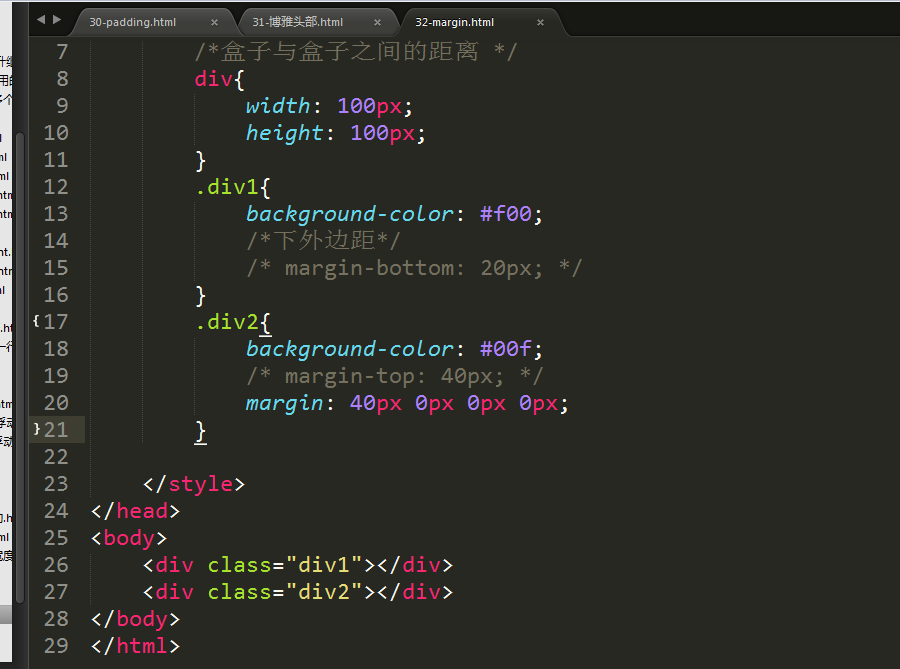 30-padding.html × 31-博雅头部.html × 32-margin.html ×
7 /*盒子与盒子之间的距离 */
8 div{
9 width: 100px;
10 height: 100px;
11 }
12 .div1{
13 background-color: #f00;
14 /*下外边距*/
15 /* margin-bottom: 20px; */
16 }
{17 .div2{
18 background-color: #00f;
19 /* margin-top: 40px; */
20 margin: 40px 0px 0px 0px;
}21 }
22
23 </style>
24 </head>
25 <body>
26 <div class="div1"></div>
27 <div class="div2"></div>
28 </body>
29 </html>